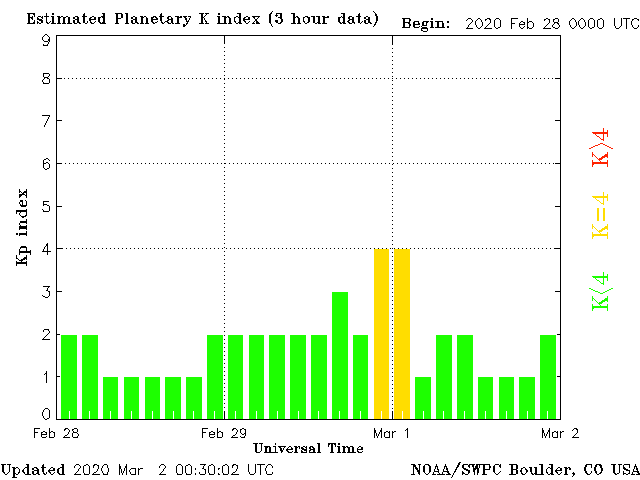 Estimated Planetary K index (3 hour data) Begin: 2020 Feb 28 0000 UTC
9
8
7
6
5
4
3
2
1
0
Kp index
K>4
K=4
K<4
Feb 28 Feb 29 Mar 1 Mar 2
Universal Time
Updated 2020 Mar 2 00:30:02 UTC NOAA/SWPC Boulder, CO USA